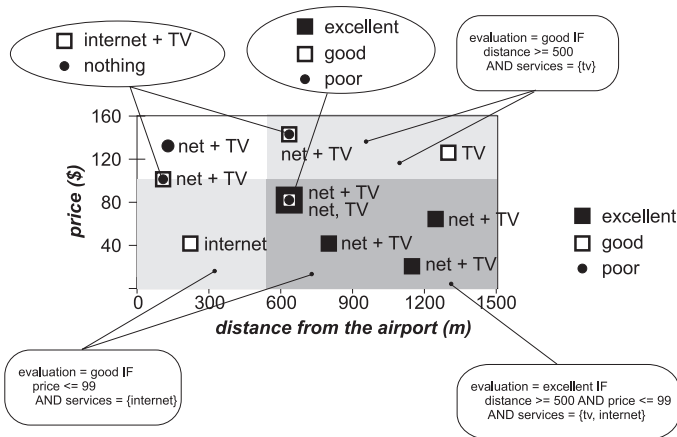 internet + TV
nothing
excellent
good
poor
evaluation = good IF
distance >= 500
AND services = {tv}
price ($)
160
120
80
40
net + TV
net + TV
net + TV
TV
net + TV
net, TV
net + TV
internet
net + TV
net + TV
0
300
600
900
1200
1500
distance from the airport (m)
excellent
good
poor
evaluation = good IF
price <= 99
AND services = {internet}
evaluation = excellent IF
distance >= 500 AND price <= 99
AND services = {tv, internet}